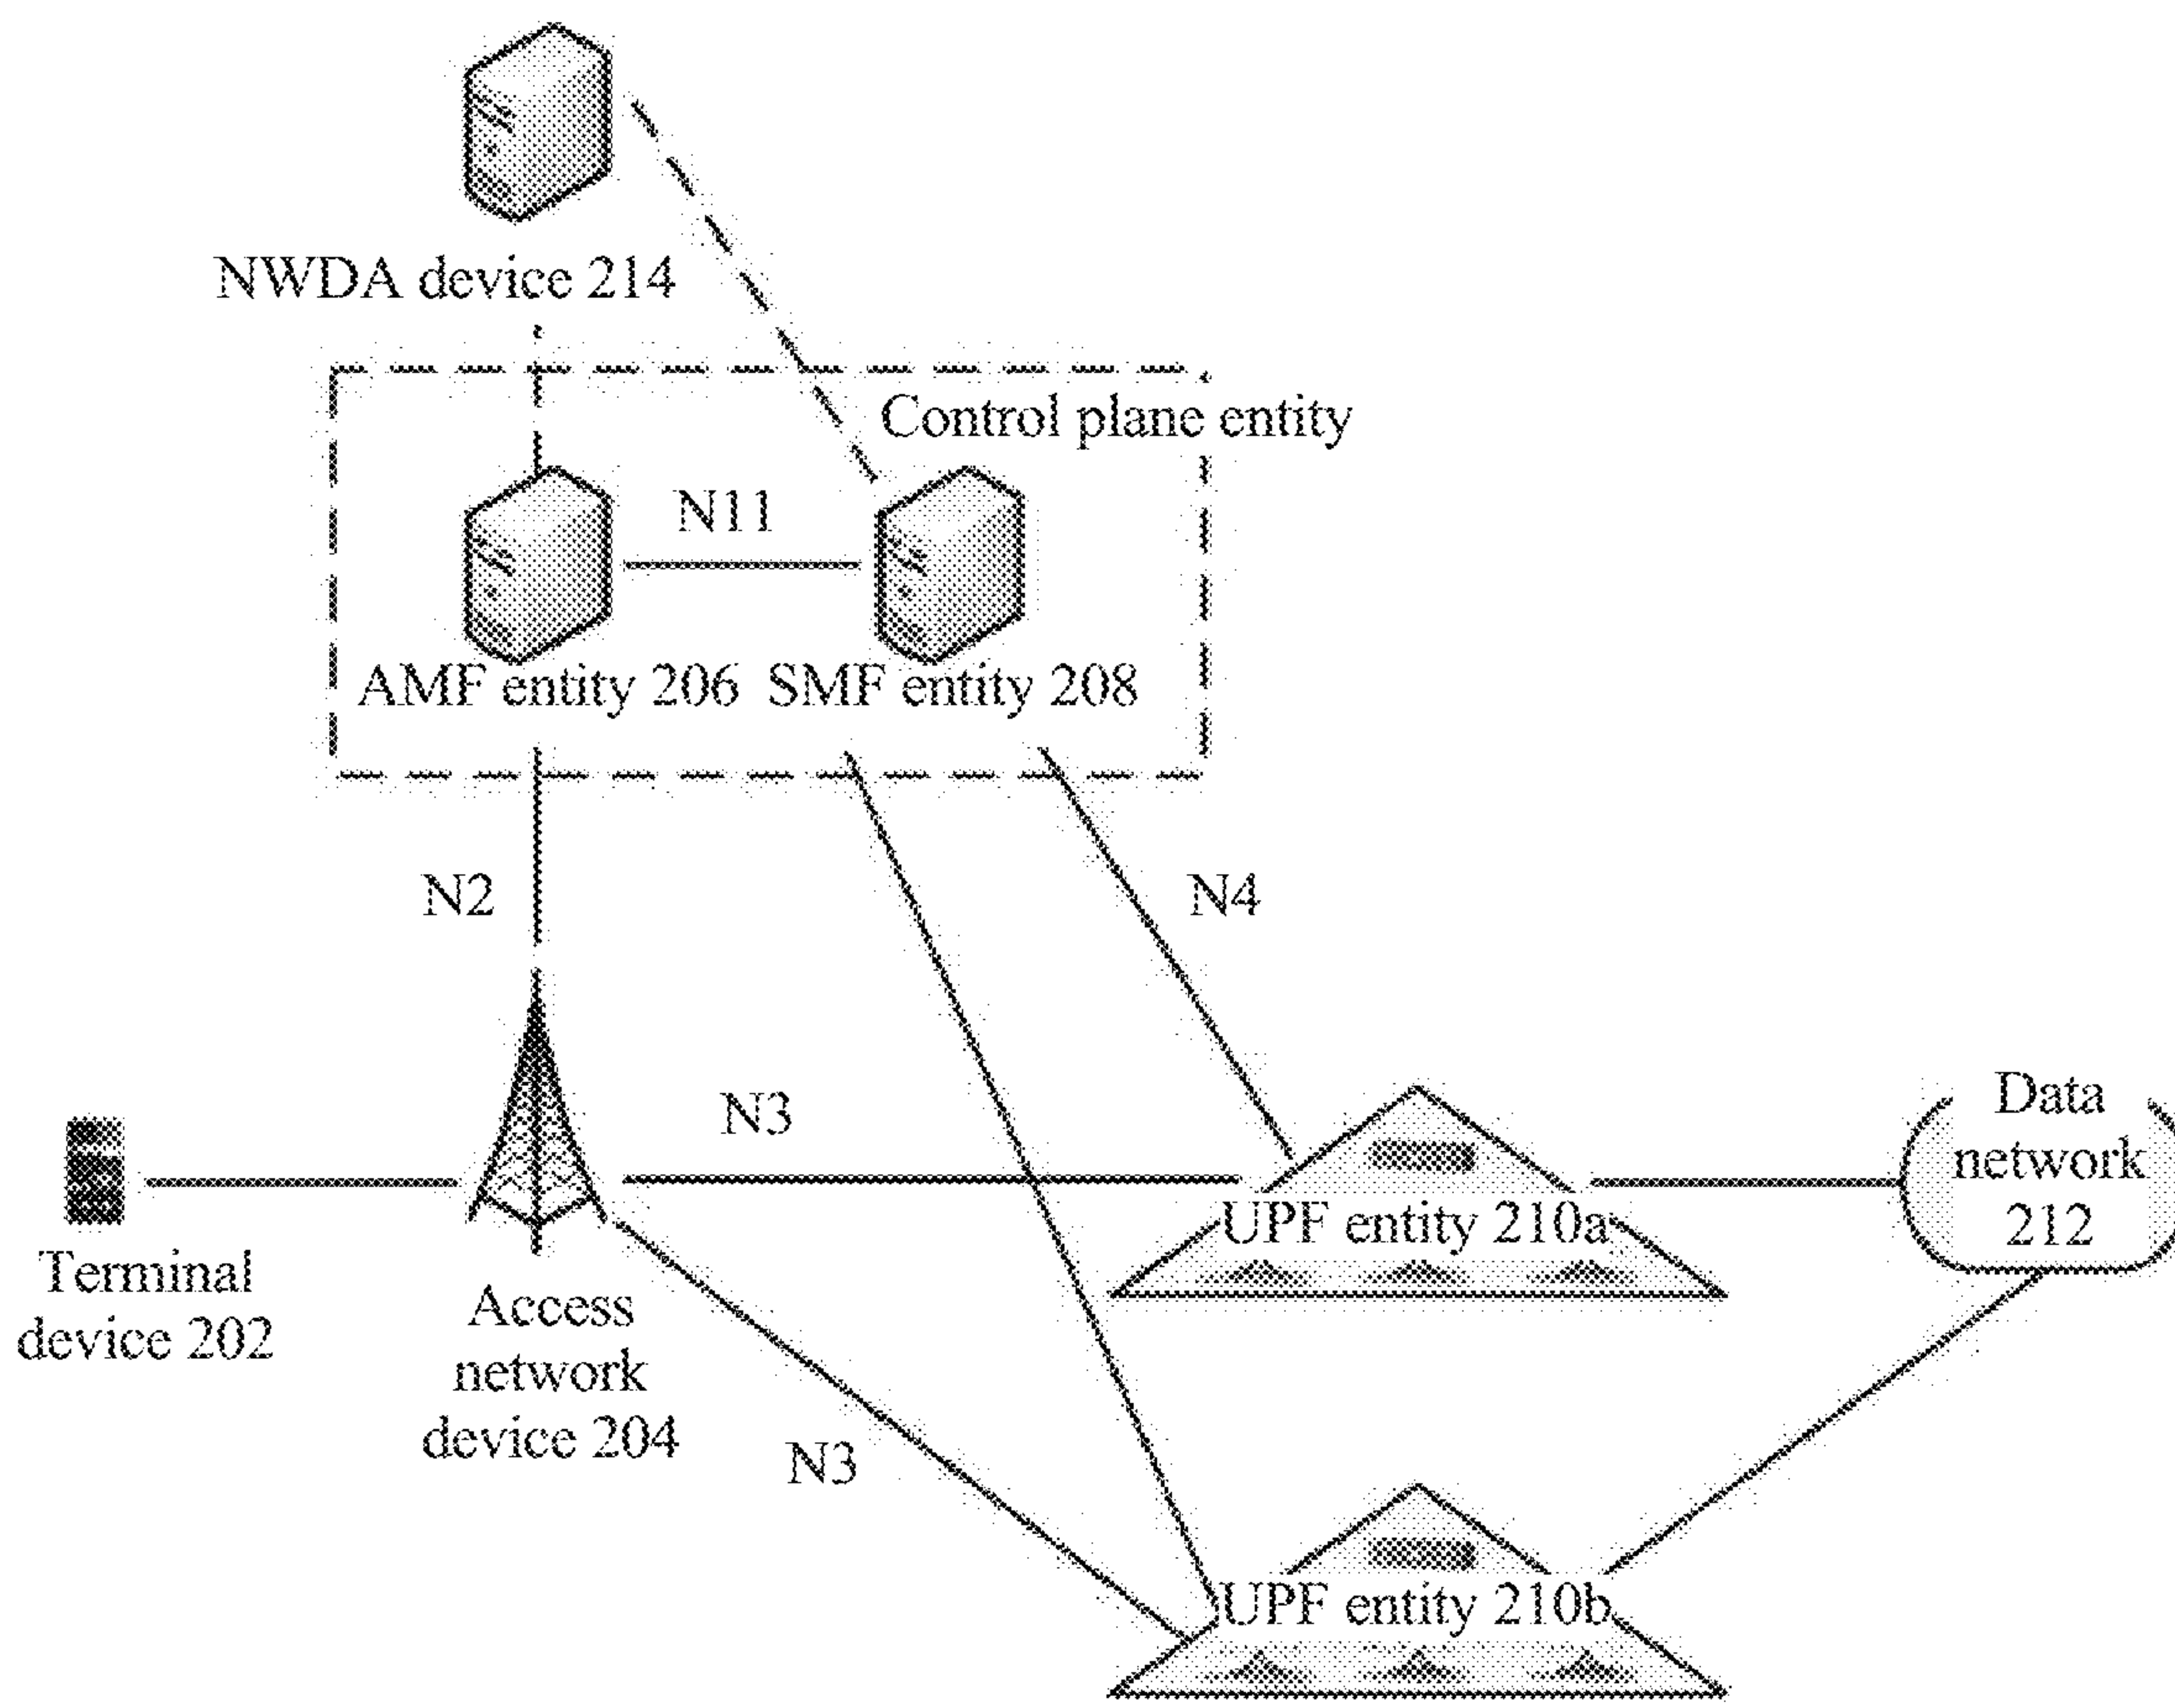 NWDA device 214
Control plane entity
N11
AMF entity 206
SMF entity 208
N2
N4
N3
Data
network
212
UPF entity 210a
Terminal
device 202
Access
network
device 204
N3
UPF entity 210b